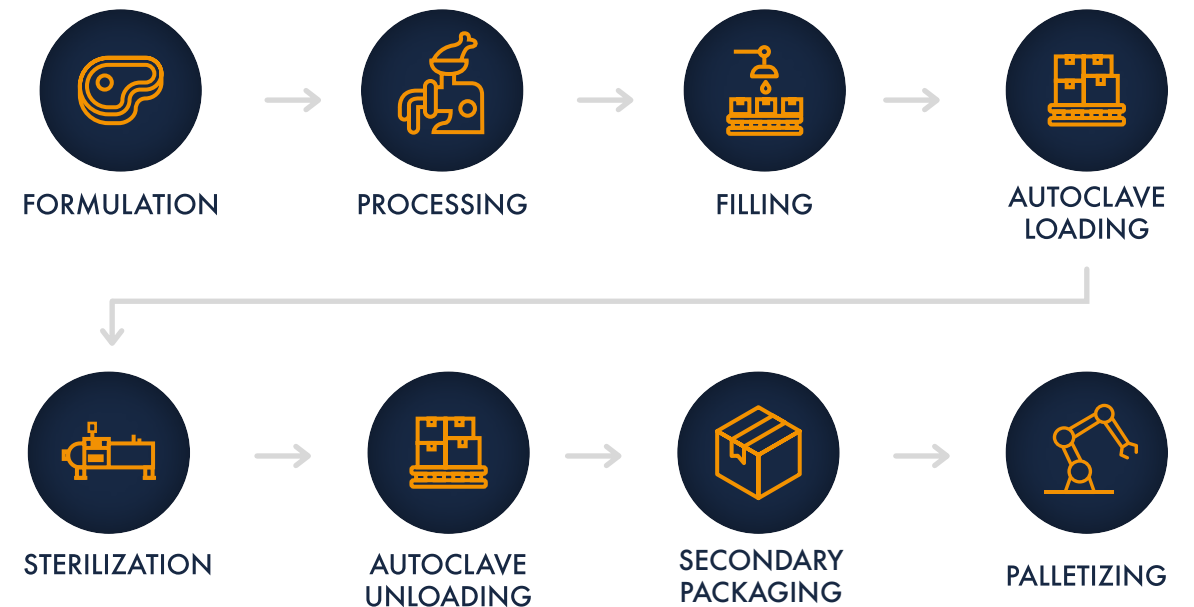 FORMULATION
PROCESSING
FILLING
AUTOCLAVE
LOADING
STERILIZATION
AUTOCLAVE
UNLOADING
SECONDARY
PACKAGING
PALLETIZING